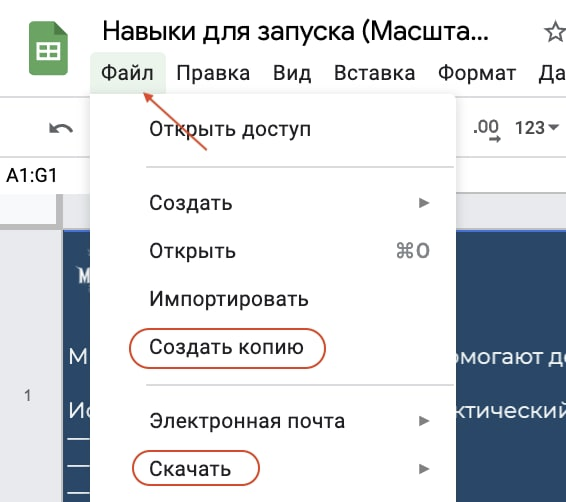 Навыки для запуска (Масшта...
Файл Правка Вид Вставка Формат Да
.00 123
A1:G1
Открыть доступ
Создать
Открыть ⌘O
Импортировать
Создать копию
Электронная почта
Скачать
1
М
омогают д
Ис
ктический